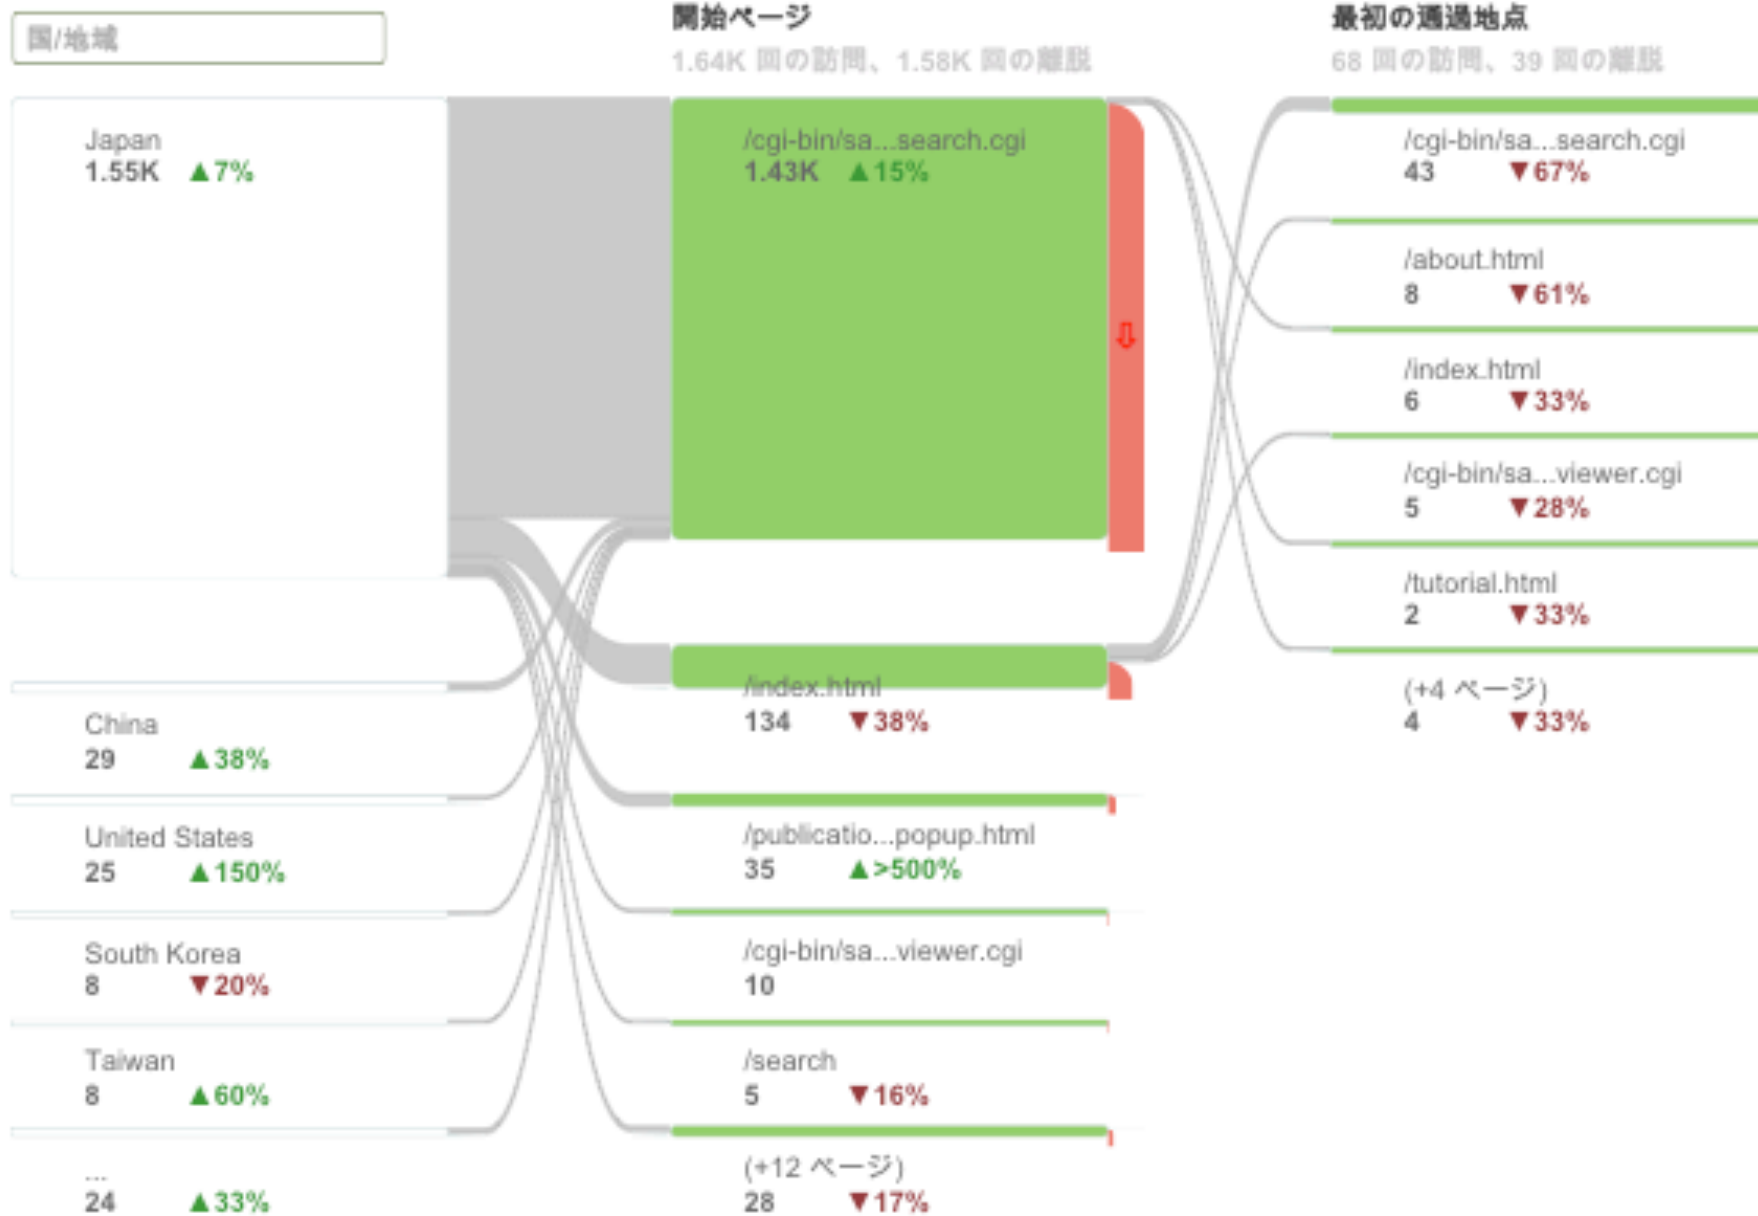 国/地域
Japan
1.55K ▲7%
China
29 ▲38%
United States
25 ▲150%
South Korea
8 ▼20%
Taiwan
8 ▲60%
...
24 ▲33%
開始ページ
1.64K 回の訪問、1.58K 回の離脱
/cgi-bin/sa...search.cgi
1.43K ▲15%
/index.html
134 ▼38%
/publicatio...popup.html
35 ▲>500%
/cgi-bin/sa...viewer.cgi
10
/search
5 ▼16%
(+12 ページ)
28 ▼17%
最初の通過地点
68 回の訪問、39 回の離脱
/cgi-bin/sa...search.cgi
43 ▼67%
/about.html
8 ▼61%
/index.html
6 ▼33%
/cgi-bin/sa...viewer.cgi
5 ▼28%
/tutorial.html
2 ▼33%
(+4 ページ)
4 ▼33%